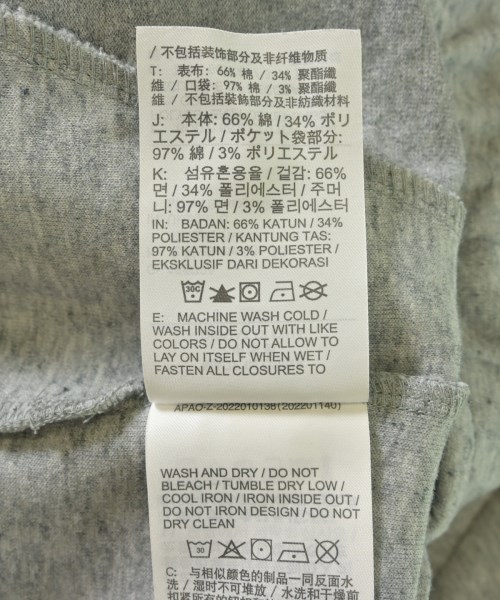 / 不包括装饰部分及非纤维物质
T: 表布: 66% 棉 / 34% 聚酯纖
維 / 口袋: 97% 棉 / 3% 聚酯纖
維 / 不包括裝飾部分及非紡織材料
J: 本体: 66% 綿 / 34% ポリ
エステル / ポケット袋部分:
97% 綿 / 3% ポリエステル
K: 섬유혼용율 / 겉감: 66%
면 / 34% 폴리에스터 / 주머
니: 97% 면 / 3% 폴리에스터
IN: BADAN: 66% KATUN / 34%
POLIESTER / KANTUNG TAS:
97% KATUN / 3% POLIESTER /
EKSKLUSIF DARI DEKORASI
30C
E: MACHINE WASH COLD /
WASH INSIDE OUT WITH LIKE
COLORS / DO NOT ALLOW TO
LAY ON ITSELF WHEN WET /
FASTEN ALL CLOSURES TO
APAO-Z-2022010138(202201140)
WASH AND DRY / DO NOT
BLEACH / TUMBLE DRY LOW /
COOL IRON / IRON INSIDE OUT /
DO NOT IRON DESIGN / DO NOT
DRY CLEAN
30
C: 与相似颜色的制品一同反面水
洗 / 湿时不可堆放 / 水洗和干燥前